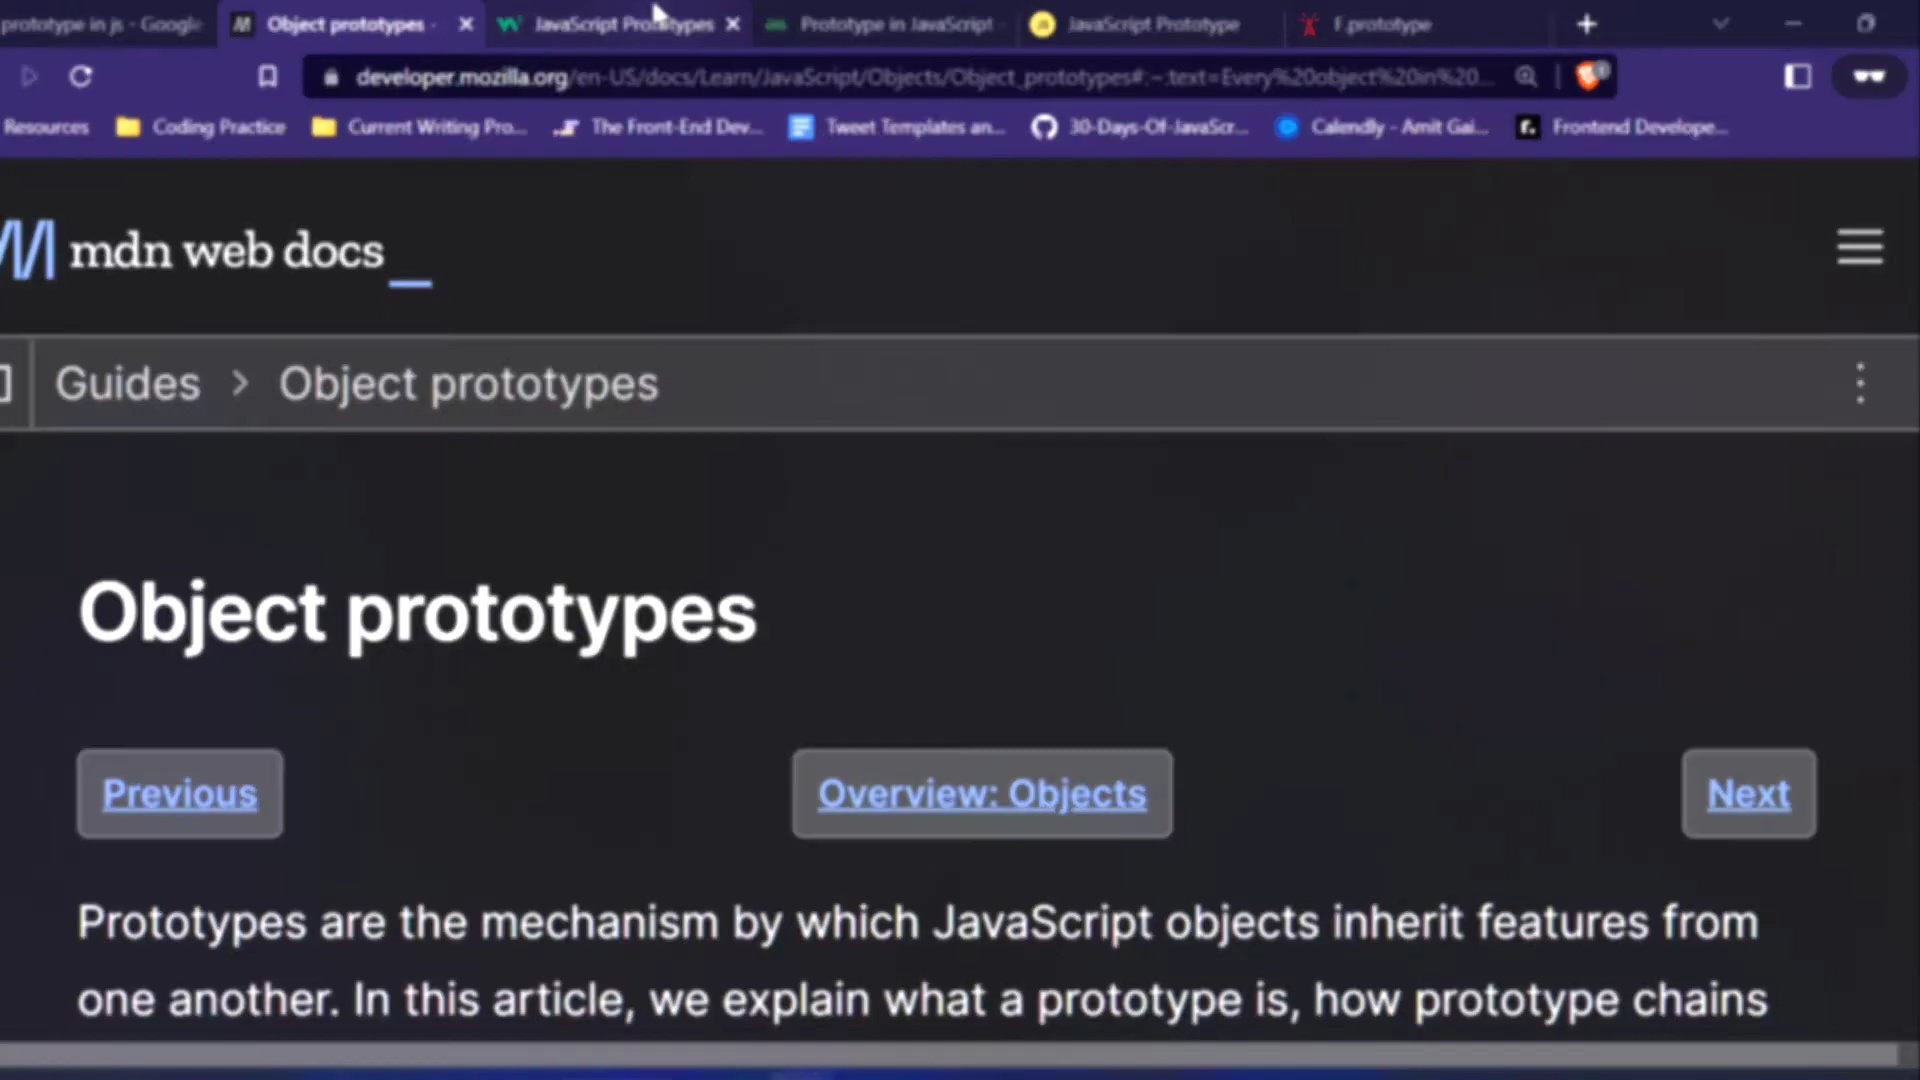 prototype in js - Google
Object prototypes -
JavaScript Prototypes
Prototype in JavaScript
JavaScript Prototype
F.prototype
developer.mozilla.org/en-US/docs/Learn/JavaScript/Objects/Object_prototypes#:~:text=Every%20object%20in%20...
Resources
Coding Practice
Current Writing Pro...
The Front-End Dev...
Tweet Templates an...
30-Days-Of-JavaScr...
Calendly - Amit Gai...
Frontend Develope...
mdn web docs_
Guides > Object prototypes
Object prototypes
Previous
Overview: Objects
Next
Prototypes are the mechanism by which JavaScript objects inherit features from
one another. In this article, we explain what a prototype is, how prototype chains